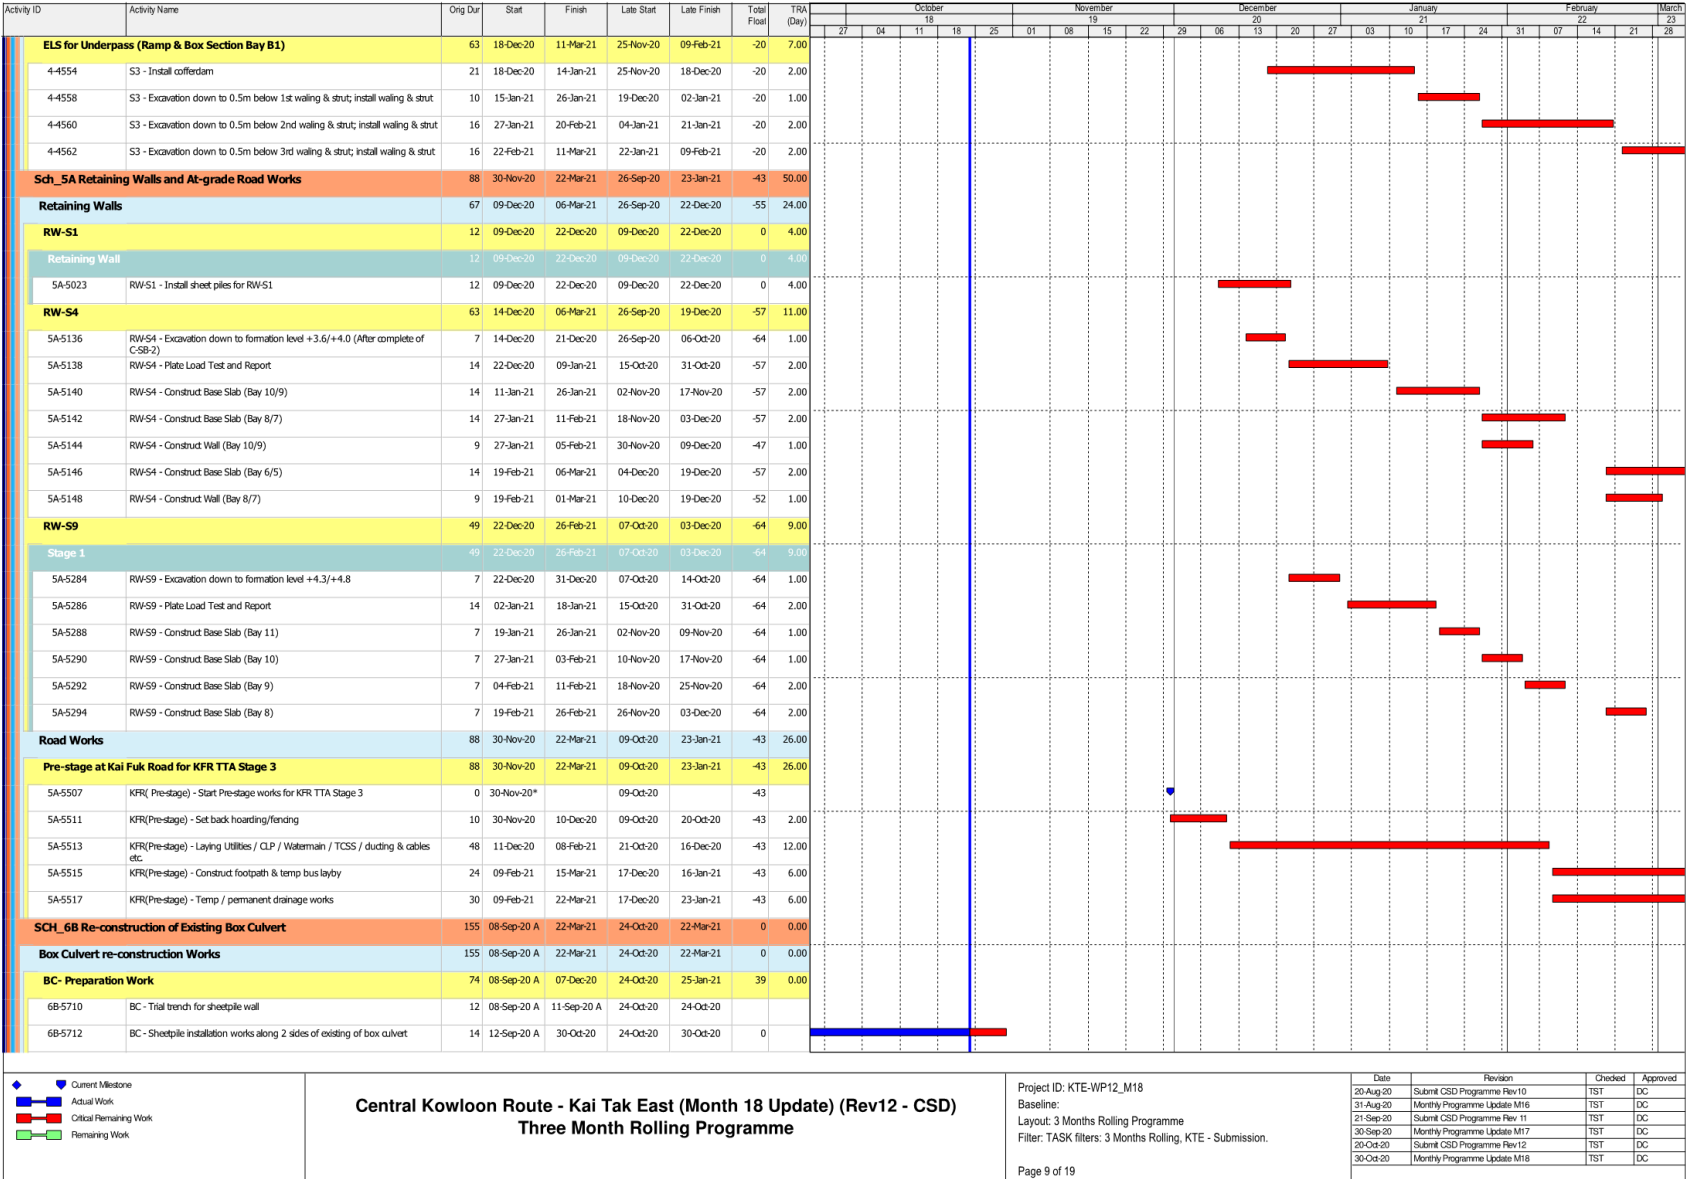 Activity ID Activity Name Orig Dur Start Finish Late Start Late Finish Total Float TRA (Day)
October November December January February March
18 19 20 21 22 23
27 04 11 18 25 01 08 15 22 29 06 13 20 27 03 10 17 24 31 07 14 21 28
ELS for Underpass (Ramp & Box Section Bay B1) 63 18-Dec-20 11-Mar-21 25-Nov-20 09-Feb-21 -20 7.00
4-4554 S3 - Install cofferdam 21 18-Dec-20 14-Jan-21 25-Nov-20 18-Dec-20 -20 2.00
4-4558 S3 - Excavation down to 0.5m below 1st waling & strut; install waling & strut 10 15-Jan-21 26-Jan-21 19-Dec-20 02-Jan-21 -20 1.00
4-4560 S3 - Excavation down to 0.5m below 2nd waling & strut; install waling & strut 16 27-Jan-21 20-Feb-21 04-Jan-21 21-Jan-21 -20 2.00
4-4562 S3 - Excavation down to 0.5m below 3rd waling & strut; install waling & strut 16 22-Feb-21 11-Mar-21 22-Jan-21 09-Feb-21 -20 2.00
Sch_5A Retaining Walls and At-grade Road Works 88 30-Nov-20 22-Mar-21 26-Sep-20 23-Jan-21 -43 50.00
Retaining Walls 67 09-Dec-20 06-Mar-21 26-Sep-20 22-Dec-20 -55 24.00
RW-S1 12 09-Dec-20 22-Dec-20 09-Dec-20 22-Dec-20 0 4.00
Retaining Wall 12 09-Dec-20 22-Dec-20 09-Dec-20 22-Dec-20 0 4.00
5A-5023 RW-S1 - Install sheet piles for RW-S1 12 09-Dec-20 22-Dec-20 09-Dec-20 22-Dec-20 0 4.00
RW-S4 63 14-Dec-20 06-Mar-21 26-Sep-20 19-Dec-20 -57 11.00
5A-5136 RW-S4 - Excavation down to formation level +3.6/+4.0 (After complete of 7 14-Dec-20 21-Dec-20 26-Sep-20 06-Oct-20 -64 1.00
C-SB-2)
5A-5138 RW-S4 - Plate Load Test and Report 14 22-Dec-20 09-Jan-21 15-Oct-20 31-Oct-20 -57 2.00
5A-5140 RW-S4 - Construct Base Slab (Bay 10/9) 14 11-Jan-21 26-Jan-21 02-Nov-20 17-Nov-20 -57 2.00
5A-5142 RW-S4 - Construct Base Slab (Bay 8/7) 14 27-Jan-21 11-Feb-21 18-Nov-20 03-Dec-20 -57 2.00
5A-5144 RW-S4 - Construct Wall (Bay 10/9) 9 27-Jan-21 05-Feb-21 30-Nov-20 09-Dec-20 -47 1.00
5A-5146 RW-S4 - Construct Base Slab (Bay 6/5) 14 19-Feb-21 06-Mar-21 04-Dec-20 19-Dec-20 -57 2.00
5A-5148 RW-S4 - Construct Wall (Bay 8/7) 9 19-Feb-21 01-Mar-21 10-Dec-20 19-Dec-20 -52 1.00
RW-S9 49 22-Dec-20 26-Feb-21 07-Oct-20 03-Dec-20 -64 9.00
Stage 1 49 22-Dec-20 26-Feb-21 07-Oct-20 03-Dec-20 -64 9.00
5A-5284 RW-S9 - Excavation down to formation level +4.3/+4.8 7 22-Dec-20 31-Dec-20 07-Oct-20 14-Oct-20 -64 1.00
5A-5286 RW-S9 - Plate Load Test and Report 14 02-Jan-21 18-Jan-21 15-Oct-20 31-Oct-20 -64 2.00
5A-5288 RW-S9 - Construct Base Slab (Bay 11) 7 19-Jan-21 26-Jan-21 02-Nov-20 09-Nov-20 -64 1.00
5A-5290 RW-S9 - Construct Base Slab (Bay 10) 7 27-Jan-21 03-Feb-21 10-Nov-20 17-Nov-20 -64 1.00
5A-5292 RW-S9 - Construct Base Slab (Bay 9) 7 04-Feb-21 11-Feb-21 18-Nov-20 25-Nov-20 -64 2.00
5A-5294 RW-S9 - Construct Base Slab (Bay 8) 7 19-Feb-21 26-Feb-21 26-Nov-20 03-Dec-20 -64 2.00
Road Works 88 30-Nov-20 22-Mar-21 09-Oct-20 23-Jan-21 -43 26.00
Pre-stage at Kai Fuk Road for KFR TTA Stage 3 88 30-Nov-20 22-Mar-21 09-Oct-20 23-Jan-21 -43 26.00
5A-5507 KFR( Pre-stage) - Start Pre-stage works for KFR TTA Stage 3 0 30-Nov-20* 09-Oct-20 -43
5A-5511 KFR(Pre-stage) - Set back hoarding/fencing 10 30-Nov-20 10-Dec-20 09-Oct-20 20-Oct-20 -43 2.00
5A-5513 KFR(Pre-stage) - Laying Utilities / CLP / Watermain / TCSS / ducting & cables 48 11-Dec-20 08-Feb-21 21-Oct-20 16-Dec-20 -43 12.00
etc.
5A-5515 KFR(Pre-stage) - Construct footpath & temp bus layby 24 09-Feb-21 15-Mar-21 17-Dec-20 16-Jan-21 -43 6.00
5A-5517 KFR(Pre-stage) - Temp / permanent drainage works 30 09-Feb-21 22-Mar-21 17-Dec-20 23-Jan-21 -43 6.00
SCH_6B Re-construction of Existing Box Culvert 155 08-Sep-20 A 22-Mar-21 24-Oct-20 22-Mar-21 0 0.00
Box Culvert re-construction Works 155 08-Sep-20 A 22-Mar-21 24-Oct-20 22-Mar-21 0 0.00
BC- Preparation Work 74 08-Sep-20 A 07-Dec-20 24-Oct-20 25-Jan-21 39 0.00
6B-5710 BC - Trial trench for sheetpile wall 12 08-Sep-20 A 11-Sep-20 A 24-Oct-20 24-Oct-20
6B-5712 BC - Sheetpile installation works along 2 sides of existing of box culvert 14 12-Sep-20 A 30-Oct-20 24-Oct-20 30-Oct-20 0
Current Milestone
Actual Work
Critical Remaining Work
Remaining Work
Central Kowloon Route - Kai Tak East (Month 18 Update) (Rev12 - CSD)
Three Month Rolling Programme
Project ID: KTE-WP12_M18
Baseline:
Layout: 3 Months Rolling Programme
Filter: TASK filters: 3 Months Rolling, KTE - Submission.
Page 9 of 19
Date Revision Checked Approved
20-Aug-20 Submit CSD Programme Rev10 TST DC
31-Aug-20 Monthly Programme Update M16 TST DC
21-Sep-20 Submit CSD Programme Rev 11 TST DC
30-Sep-20 Monthly Programme Update M17 TST DC
20-Oct-20 Submit CSD Programme Rev12 TST DC
30-Oct-20 Monthly Programme Update M18 TST DC